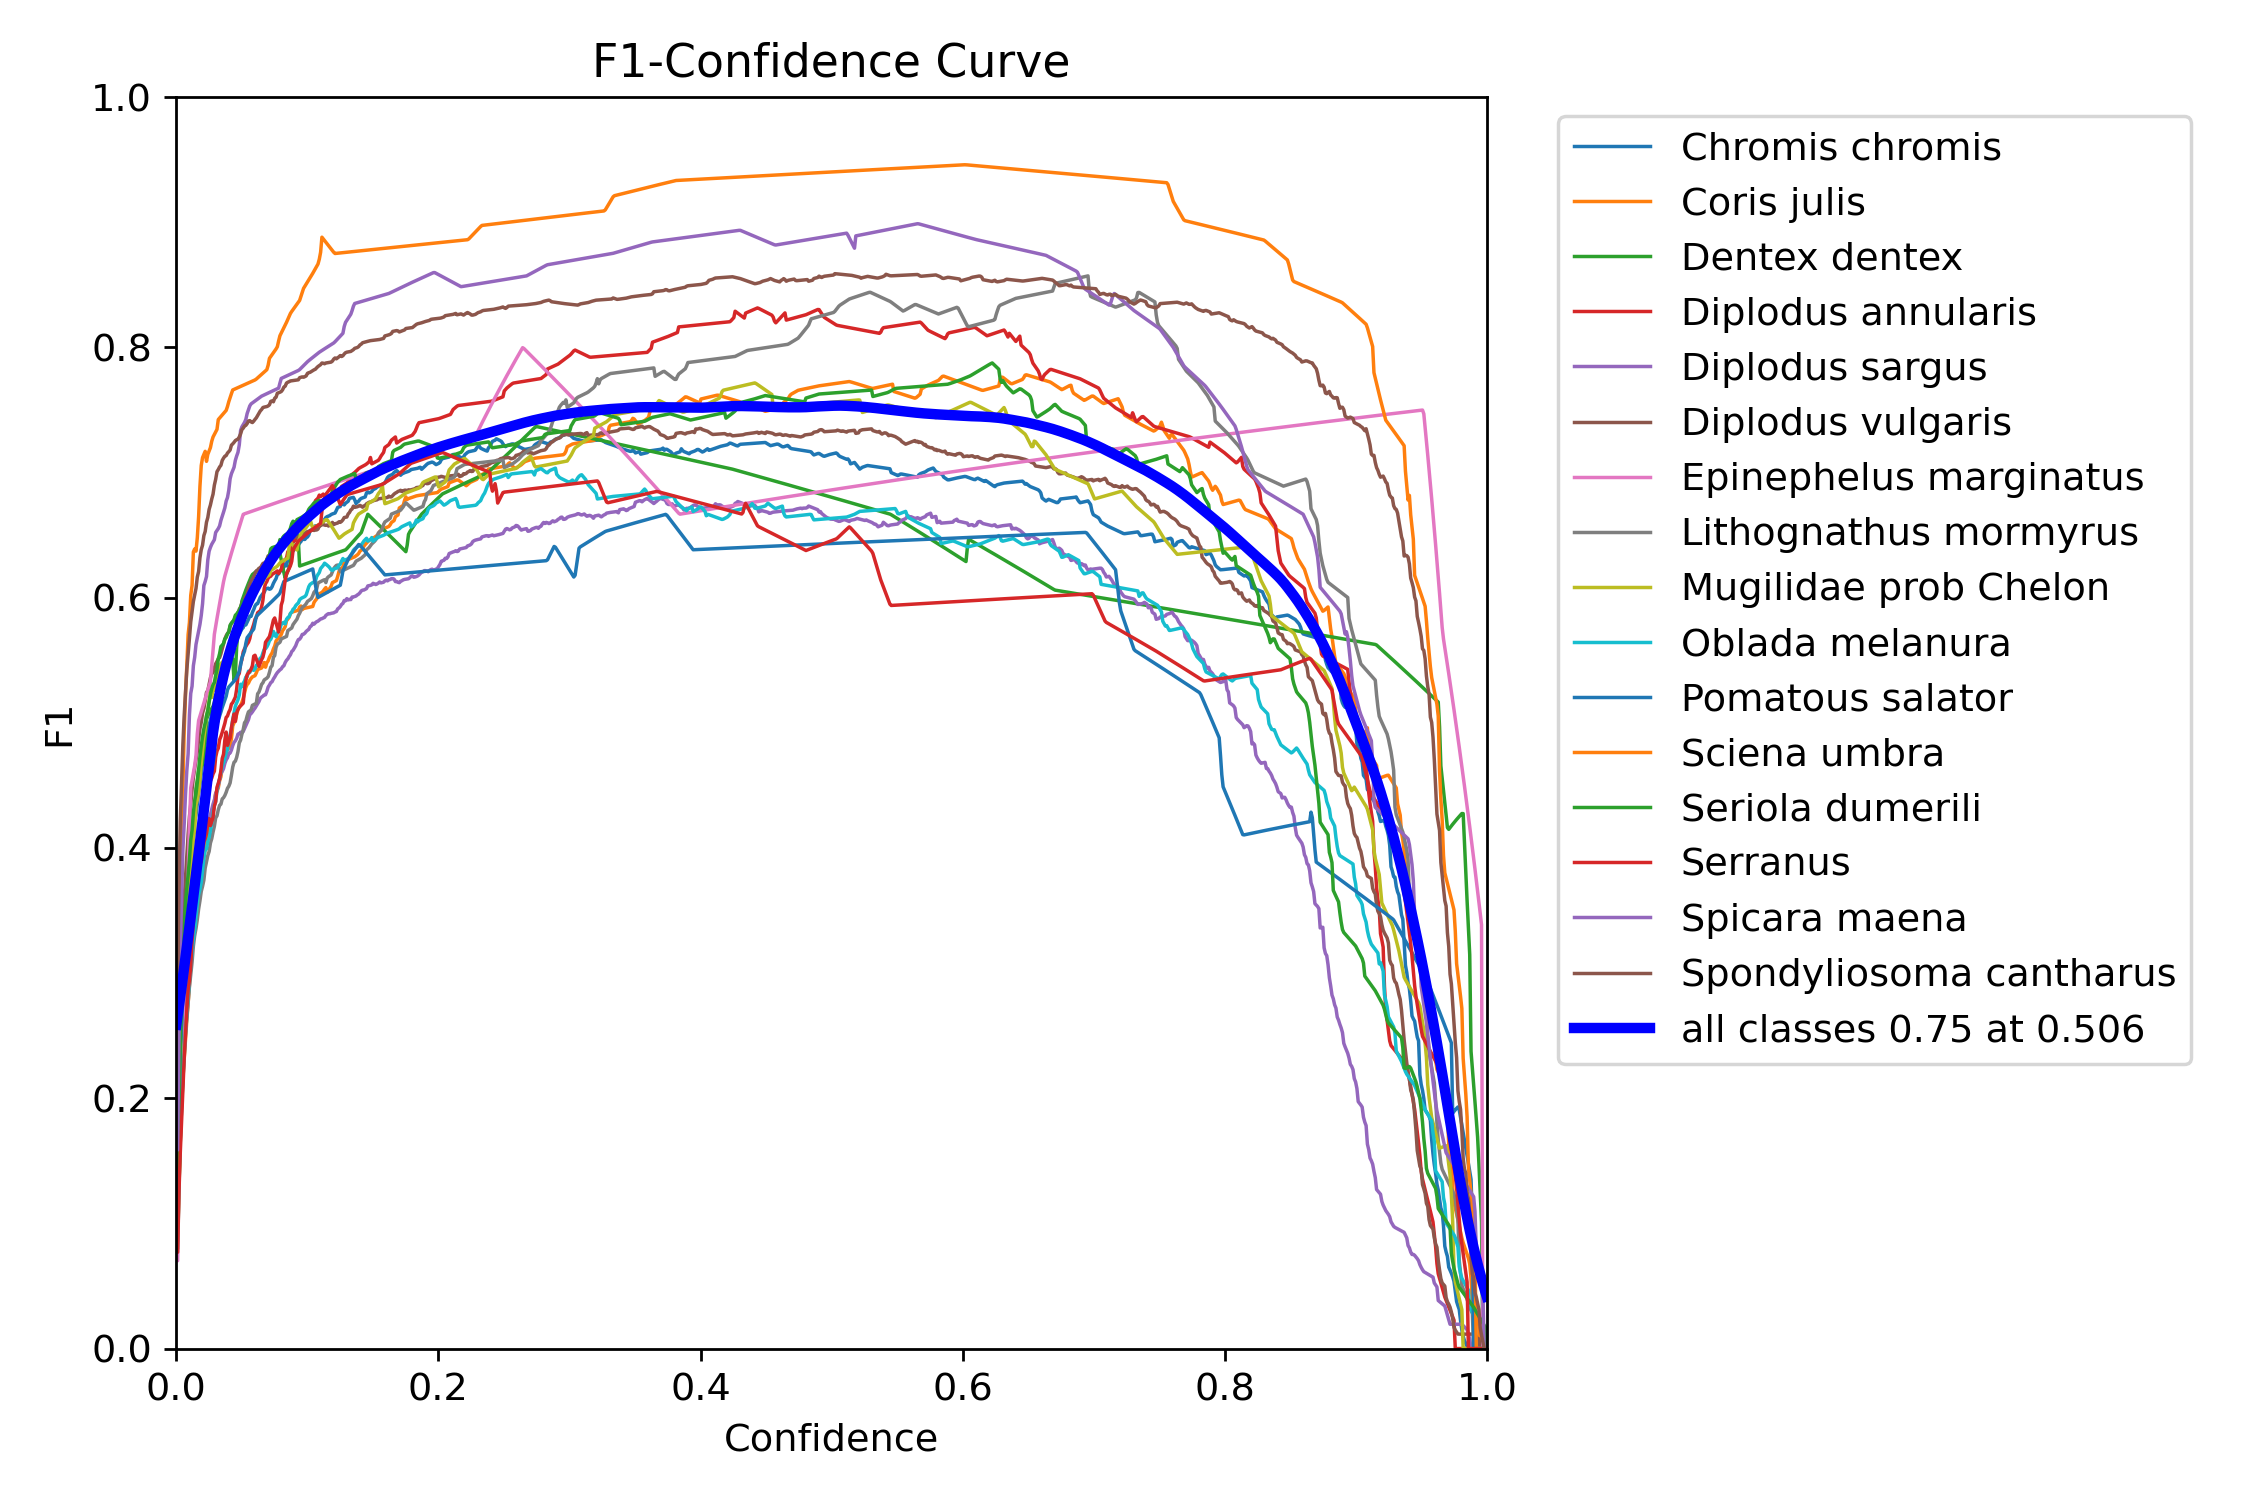 F1-Confidence Curve
1.0
0.8
0.6
0.4
0.2
0.0
F1
0.0 0.2 0.4 0.6 0.8 1.0
Confidence
Chromis chromis
Coris julis
Dentex dentex
Diplodus annularis
Diplodus sargus
Diplodus vulgaris
Epinephelus marginatus
Lithognathus mormyrus
Mugilidae prob Chelon
Oblada melanura
Pomatous salator
Sciena umbra
Seriola dumerili
Serranus
Spicara maena
Spondyliosoma cantharus
all classes 0.75 at 0.506